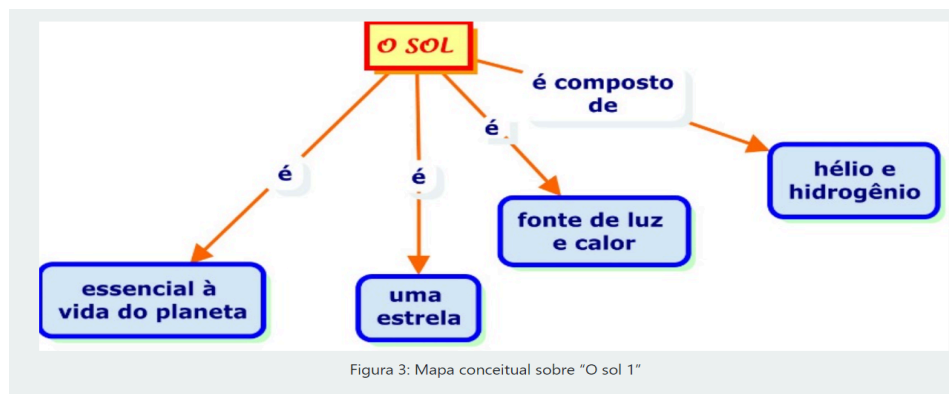 O SOL
é composto
de
é
é
é
hélio e
hidrogênio
fonte de luz
e calor
essencial à
vida do planeta
uma
estrela
Figura 3: Mapa conceitual sobre "O sol 1"